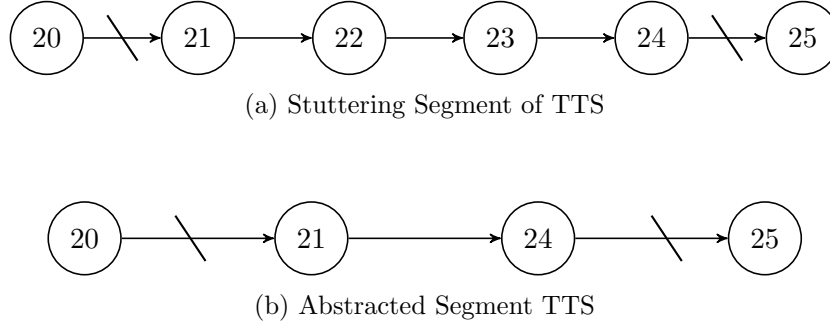 20 21 22 23 24 25
(a) Stuttering Segment of TTS
20 21 24 25
(b) Abstracted Segment TTS